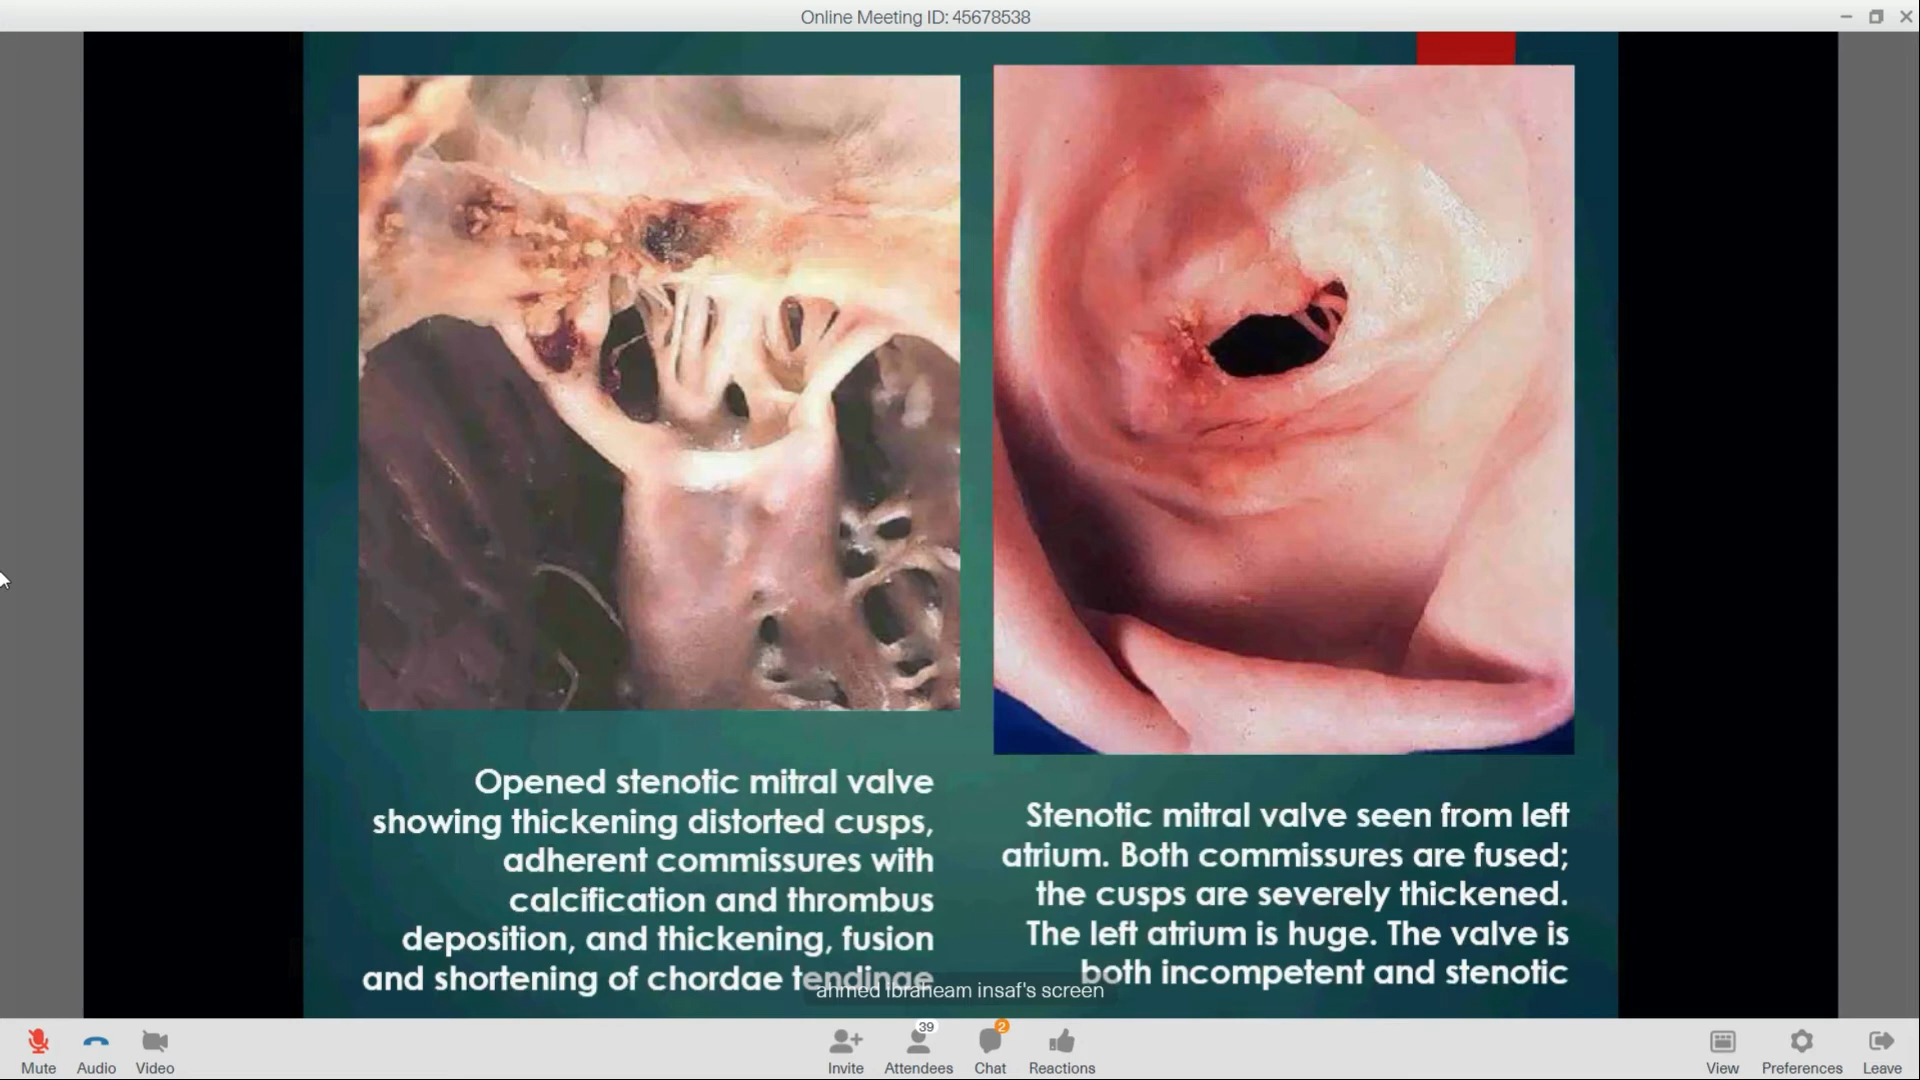 Online Meeting ID: 45678538
Opened stenotic mitral valve
showing thickening distorted cusps,
adherent commissures with
calcification and thrombus
deposition, and thickening, fusion
and shortening of chordae tendinae
Stenotic mitral valve seen from left
atrium. Both commissures are fused;
the cusps are severely thickened.
The left atrium is huge. The valve is
both incompetent and stenotic
ahmed ibraheam insaf's screen
39
2
Mute
Audio
Video
Invite
Attendees
Chat
Reactions
View
Preferences
Leave